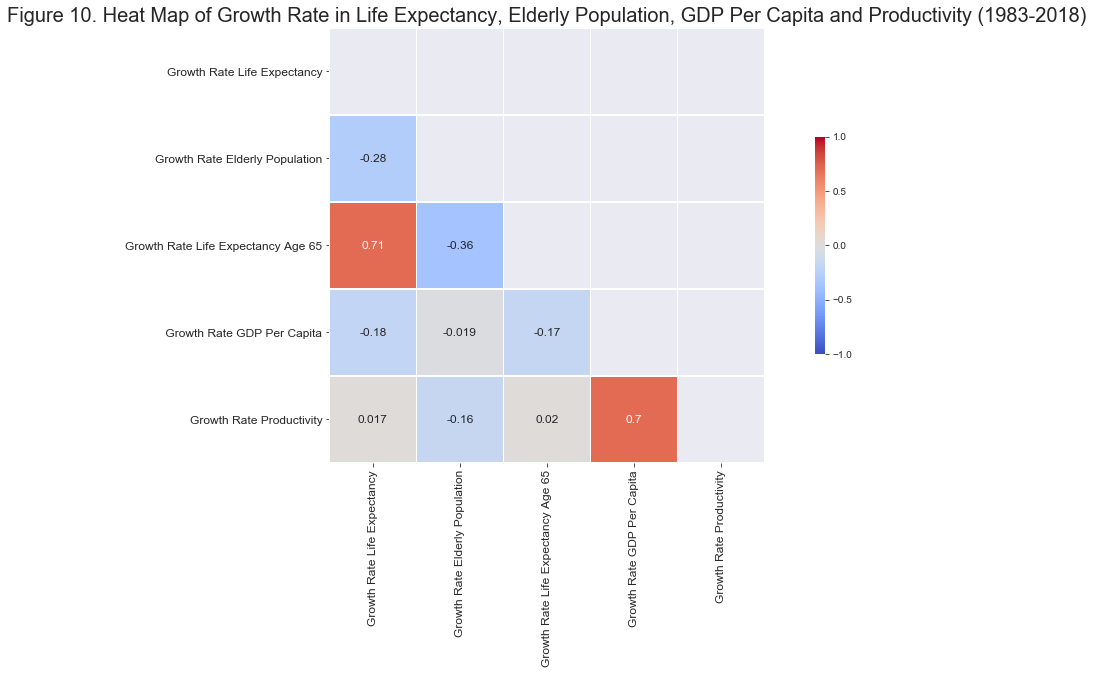 Figure 10. Heat Map of Growth Rate in Life Expectancy, Elderly Population, GDP Per Capita and Productivity (1983-2018)
Growth Rate Life Expectancy
Growth Rate Elderly Population
-0.28
Growth Rate Life Expectancy Age 65
0.71
-0.36
Growth Rate GDP Per Capita
-0.18
-0.019
-0.17
Growth Rate Productivity
0.017
-0.16
0.02
0.7
Growth Rate Life Expectancy
Growth Rate Elderly Population
Growth Rate Life Expectancy Age 65
Growth Rate GDP Per Capita
Growth Rate Productivity
1.0
0.5
0.0
−0.5
−1.0